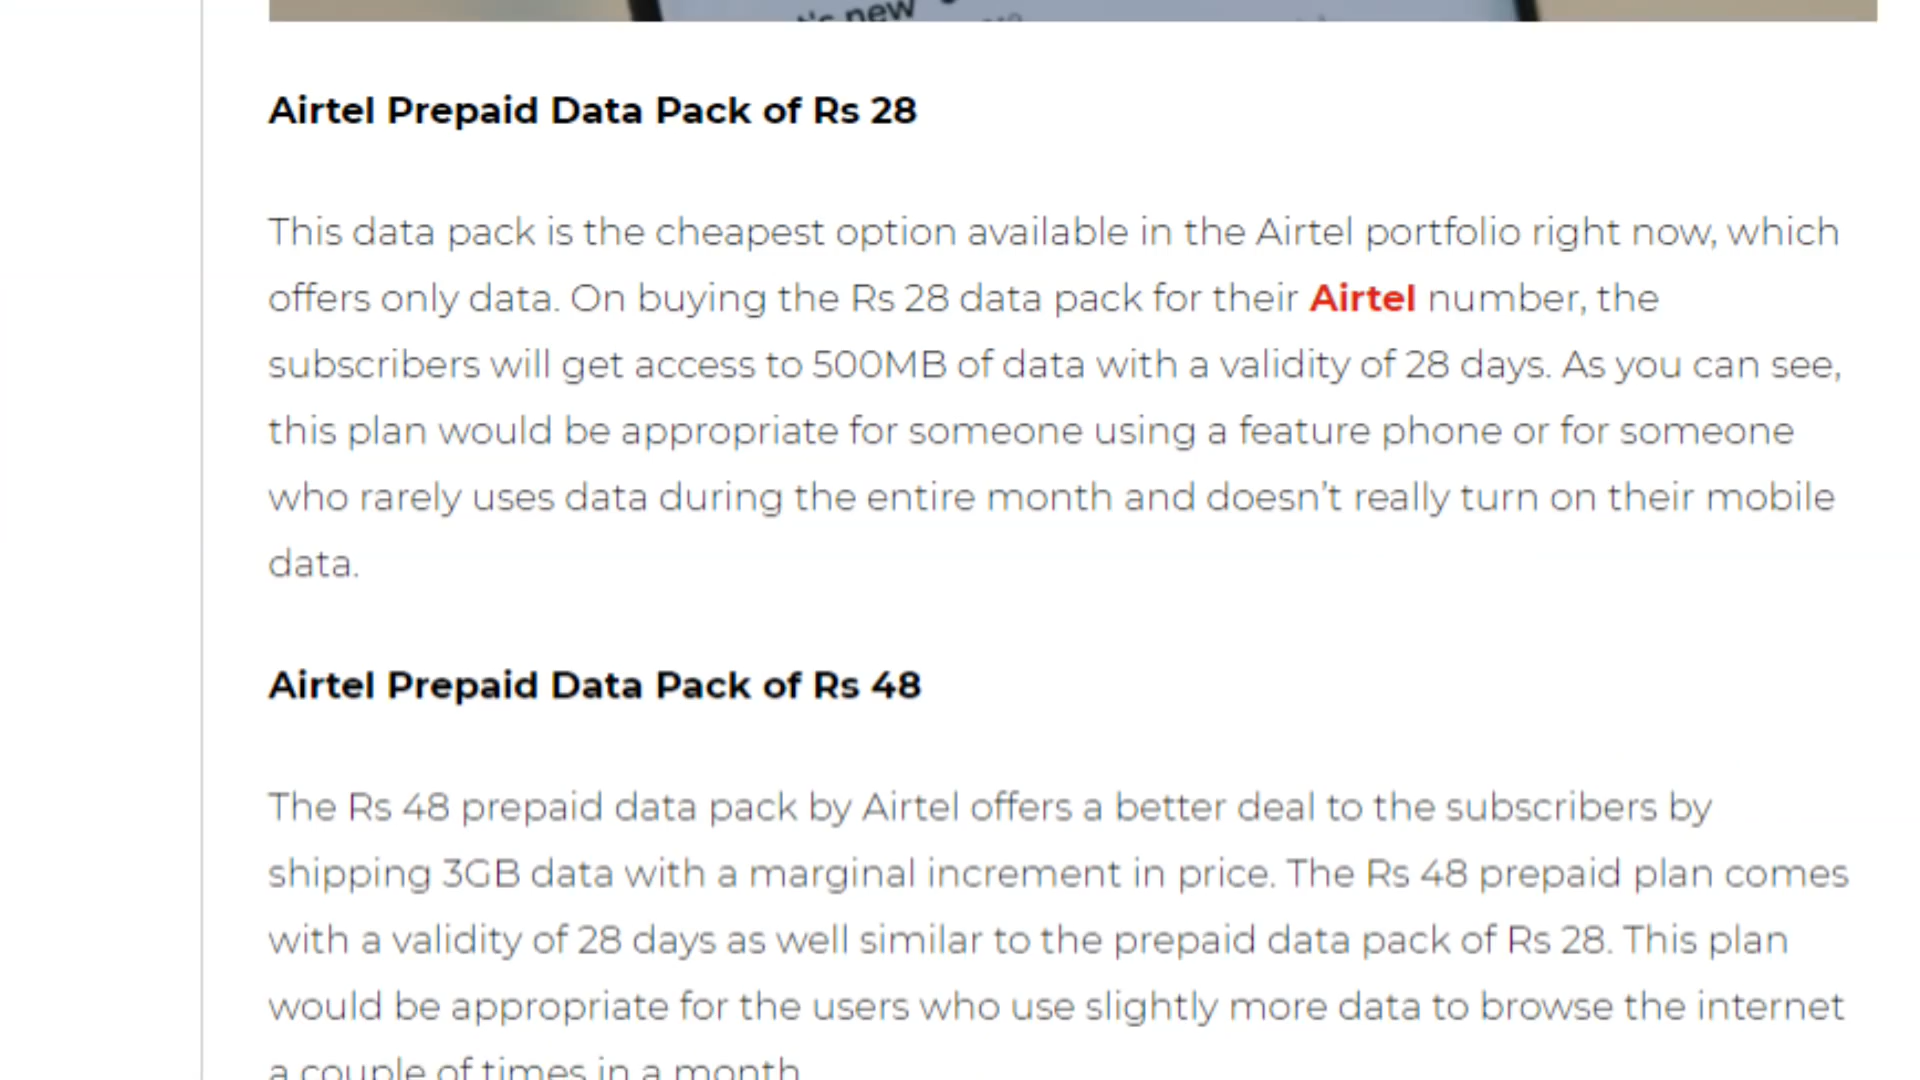 new
Airtel Prepaid Data Pack of Rs 28
This data pack is the cheapest option available in the Airtel portfolio right now, which
offers only data. On buying the Rs 28 data pack for their Airtel number, the
subscribers will get access to 500MB of data with a validity of 28 days. As you can see,
this plan would be appropriate for someone using a feature phone or for someone
who rarely uses data during the entire month and doesn’t really turn on their mobile
data.
Airtel Prepaid Data Pack of Rs 48
The Rs 48 prepaid data pack by Airtel offers a better deal to the subscribers by
shipping 3GB data with a marginal increment in price. The Rs 48 prepaid plan comes
with a validity of 28 days as well similar to the prepaid data pack of Rs 28. This plan
would be appropriate for the users who use slightly more data to browse the internet
a couple of times in a month